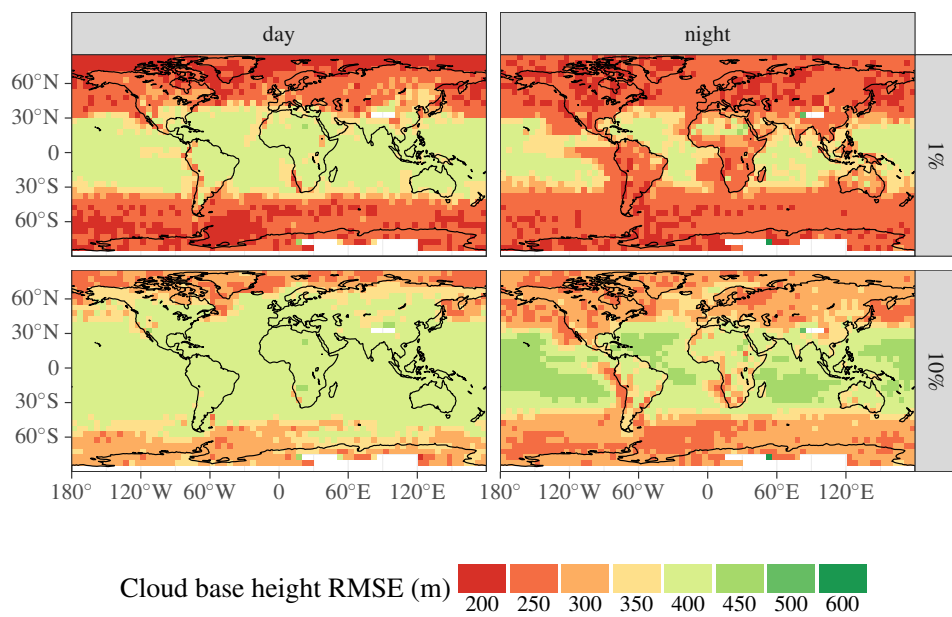 day
night
60°N
30°N
0
30°S
60°S
1%
60°N
30°N
0
30°S
60°S
10%
180° 120°W 60°W 0 60°E 120°E 180° 120°W 60°W 0 60°E 120°E
Cloud base height RMSE (m)
200 250 300 350 400 450 500 600